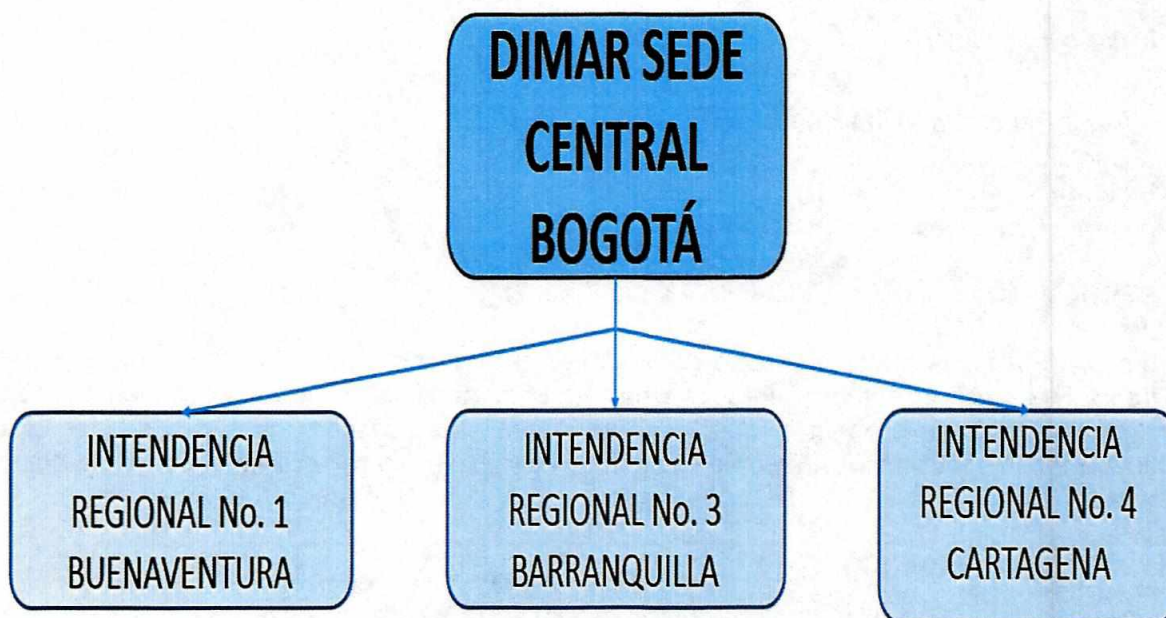 DIMAR SEDE
CENTRAL
BOGOTÁ
INTENDENCIA
REGIONAL No. 1
BUENAVENTURA
INTENDENCIA
REGIONAL No. 3
BARRANQUILLA
INTENDENCIA
REGIONAL No. 4
CARTAGENA